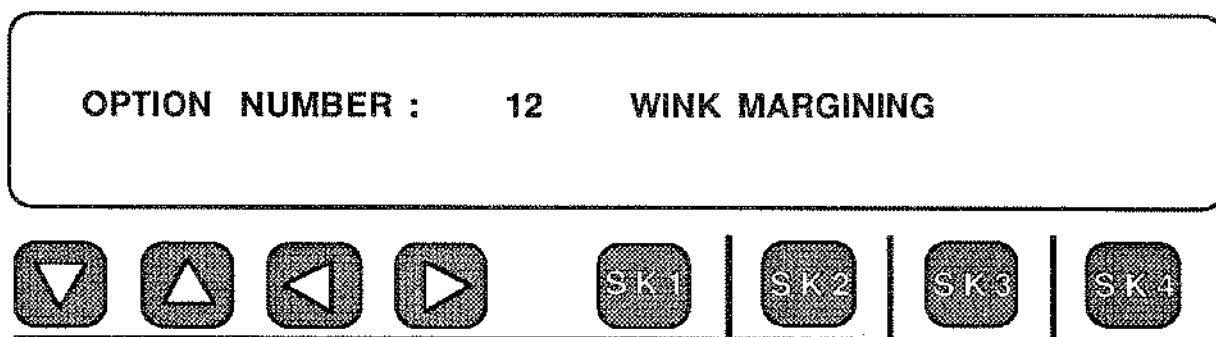 OPTION NUMBER : 12 WINK MARGINING
SK1 SK2 SK3 SK4